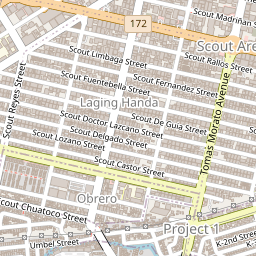 Scout Madriñan S
172
Scout Limbaga Street
Scout Rallos Street
Scout Are
Scout Reyes Street
Scout Fuentebella Street
Scout Fernandez Street
Laging Handa
Tomas Morato Avenue
Scout Doctor Lazcano Street
Scout De Guia Street
Scout Delgado Street
Scout Lozano Street
Scout Castor Street
Obrero
Scout Chuatoco Street
Project 1
Umbel Street
K-2nd Street
K-